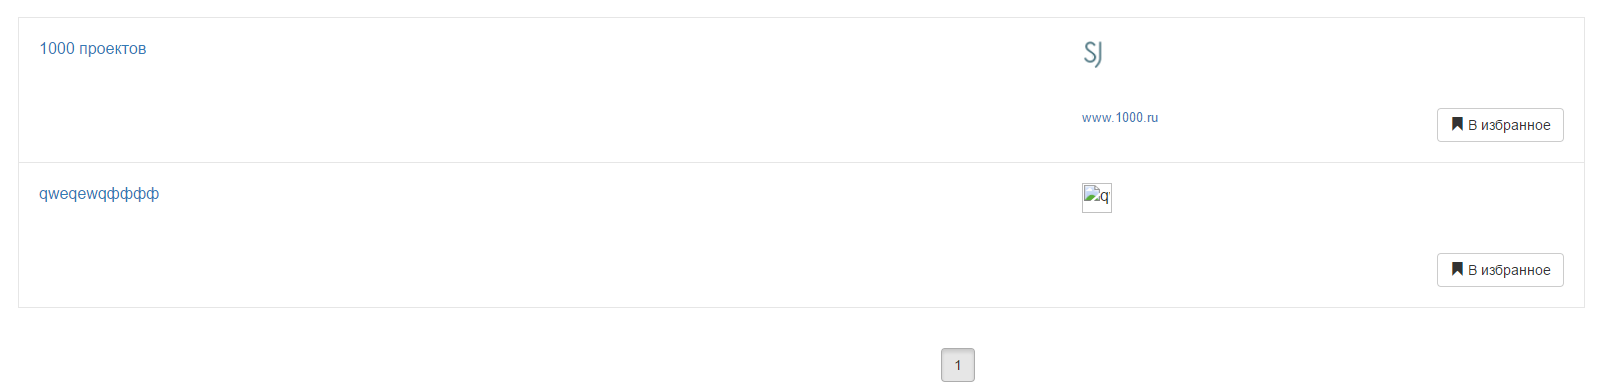 1000 проектов
SJ
www.1000.ru
В избранное
qweqewqфффф
В избранное
1